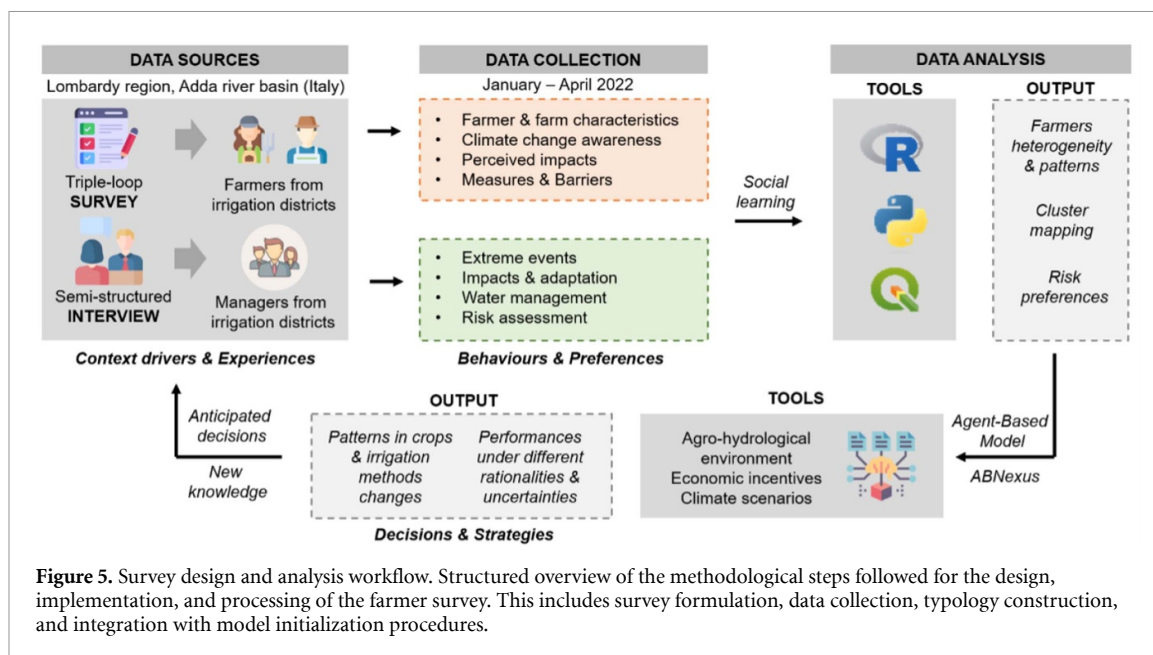 DATA SOURCES
Lombardy region, Adda river basin (Italy)
Triple-loop
SURVEY
Farmers from
irrigation districts
Semi-structured
INTERVIEW
Managers from
irrigation districts
Context drivers & Experiences
DATA COLLECTION
January – April 2022
• Farmer & farm characteristics
• Climate change awareness
• Perceived impacts
• Measures & Barriers
• Extreme events
• Impacts & adaptation
• Water management
• Risk assessment
Behaviours & Preferences
Social
learning
DATA ANALYSIS
TOOLS
R
OUTPUT
Farmers
heterogeneity
& patterns
Cluster
mapping
Risk
preferences
Agent-Based
Model
ABNexus
TOOLS
Agro-hydrological
environment
Economic incentives
Climate scenarios
OUTPUT
Patterns in crops
& irrigation
methods
changes
Performances
under different
rationalities &
uncertainties
Decisions & Strategies
Anticipated
decisions
New
knowledge
Figure 5. Survey design and analysis workflow. Structured overview of the methodological steps followed for the design,
implementation, and processing of the farmer survey. This includes survey formulation, data collection, typology construction,
and integration with model initialization procedures.